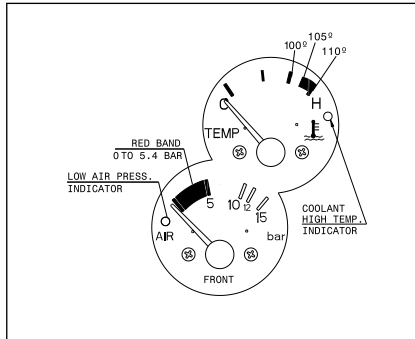 100º
105º
110º
C
H
TEMP
RED BAND
0 TO 5.4 BAR
LOW AIR PRESS.
INDICATOR
5
10
12
15
AIR
bar
FRONT
COOLANT
HIGH TEMP.
INDICATOR